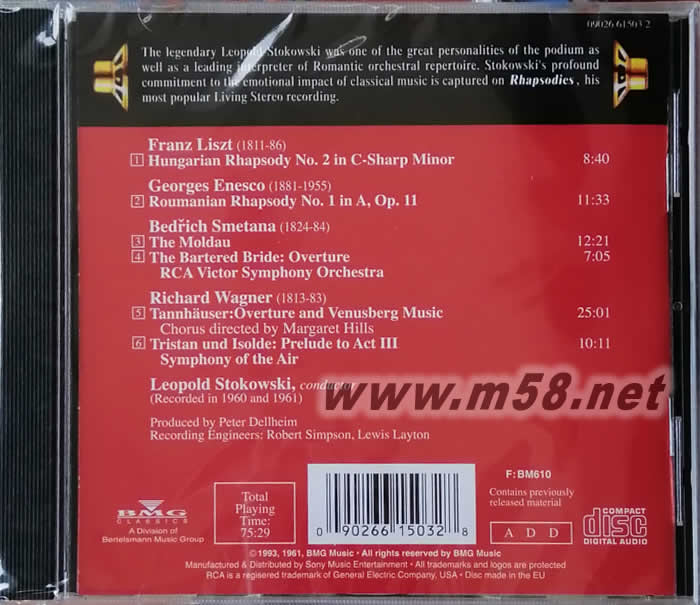 09026 61503 2
The legendary Leopold Stokowski was one of the great personalities of the podium
as well as a leading interpreter of Romantic orchestral repertoire. Stokowski's profound
commitment to the emotional impact of classical music is captured on Rhapsodies, his
most popular Living Stereo recording.
Franz Liszt (1811-86)
1 Hungarian Rhapsody No. 2 in C-Sharp Minor 8:40
Georges Enesco (1881-1955)
2 Roumanian Rhapsody No. 1 in A, Op. 11 11:33
Bedřich Smetana (1824-84)
3 The Moldau 12:21
4 The Bartered Bride: Overture 7:05
RCA Victor Symphony Orchestra
Richard Wagner (1813-83)
5 Tannhäuser:Overture and Venusberg Music 25:01
Chorus directed by Margaret Hills
6 Tristan und Isolde: Prelude to Act III 10:11
Symphony of the Air
Leopold Stokowski, conductor
(Recorded in 1960 and 1961)
www.m58.net
Produced by Peter Dellheim
Recording Engineers: Robert Simpson, Lewis Layton
BMG
CLASSICS
A Division of
Bertelsmann Music Group
Total
Playing
Time:
75:29
0 90266 15032 8
F:BM610
Contains previously
released material
A D D
COMPACT
disc
DIGITAL AUDIO
©1993, 1961, BMG Music • All rights reserved by BMG Music
Manufactured & Distributed by Sony Music Entertainment • All trademarks and logos are protected
RCA is a regisered trademark of General Electric Company, USA • Disc made in the EU